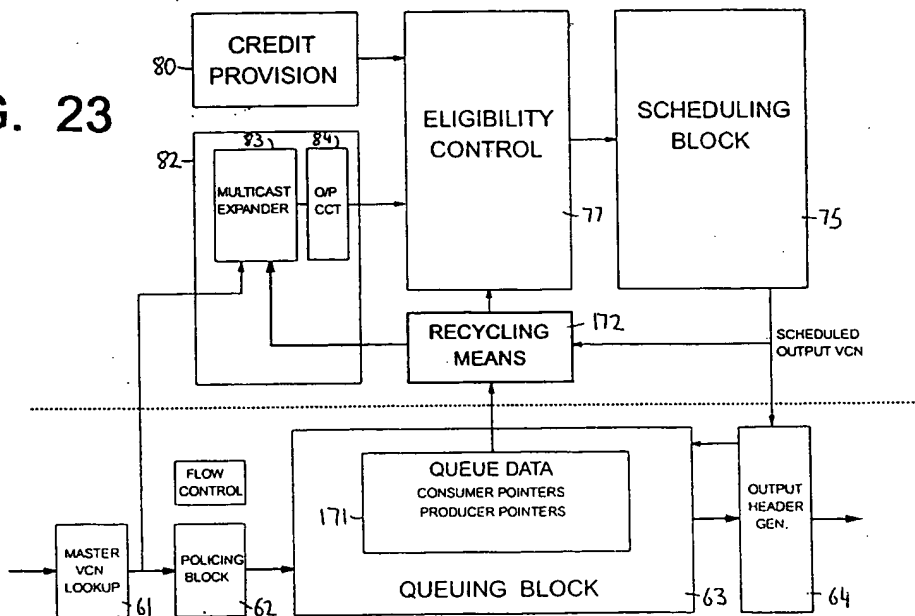 G. 23
80
CREDIT
PROVISION
ELIGIBILITY
CONTROL
77
SCHEDULING
BLOCK
75
82
83
84
MULTICAST
EXPANDER
O/P
CCT
RECYCLING
MEANS
172
SCHEDULED
OUTPUT VCN
FLOW
CONTROL
QUEUE DATA
CONSUMER POINTERS
PRODUCER POINTERS
171
OUTPUT
HEADER
GEN.
MASTER
VCN
LOOKUP
61
POLICING
BLOCK
62
QUEUING BLOCK
63
64